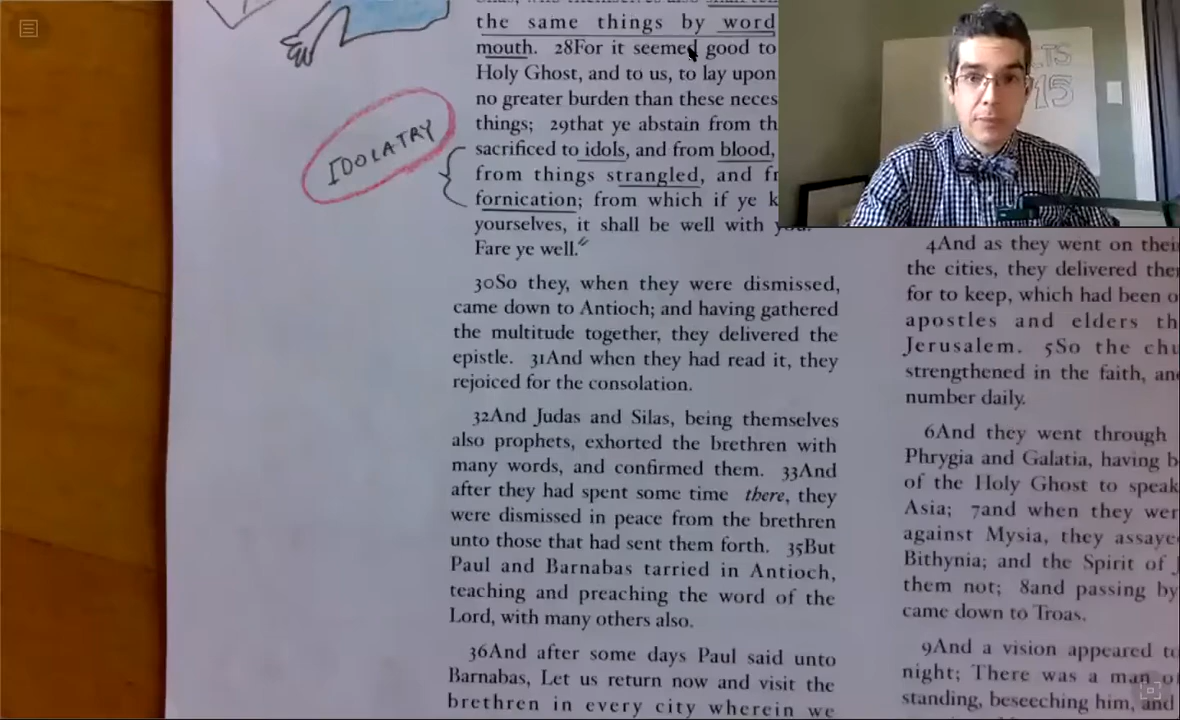 the same things by word
mouth. 28For it seemed good to
Holy Ghost, and to us, to lay upon
no greater burden than these neces
things; 29that ye abstain from th
sacrificed to idols, and from blood,
from things strangled, and fr
fornication; from which if ye k
yourselves, it shall be well with you.
Fare ye well."
IDOLATRY
30So they, when they were dismissed,
came down to Antioch; and having gathered
the multitude together, they delivered the
epistle. 31And when they had read it, they
rejoiced for the consolation.
32And Judas and Silas, being themselves
also prophets, exhorted the brethren with
many words, and confirmed them. 33And
after they had spent some time there, they
were dismissed in peace from the brethren
unto those that had sent them forth. 35But
Paul and Barnabas tarried in Antioch,
teaching and preaching the word of the
Lord, with many others also.
36And after some days Paul said unto
Barnabas, Let us return now and visit the
brethren in every city wherein we
4And as they went on thei
the cities, they delivered the
for to keep, which had been o
apostles and elders th
Jerusalem. 5So the chu
strengthened in the faith, an
number daily.
6And they went through
Phrygia and Galatia, having b
of the Holy Ghost to speak
Asia; 7and when they wer
against Mysia, they assaye
Bithynia; and the Spirit of J
them not; 8and passing by
came down to Troas.
9And a vision appeared to
night; There was a man o
standing, beseeching him, and
CTS
15